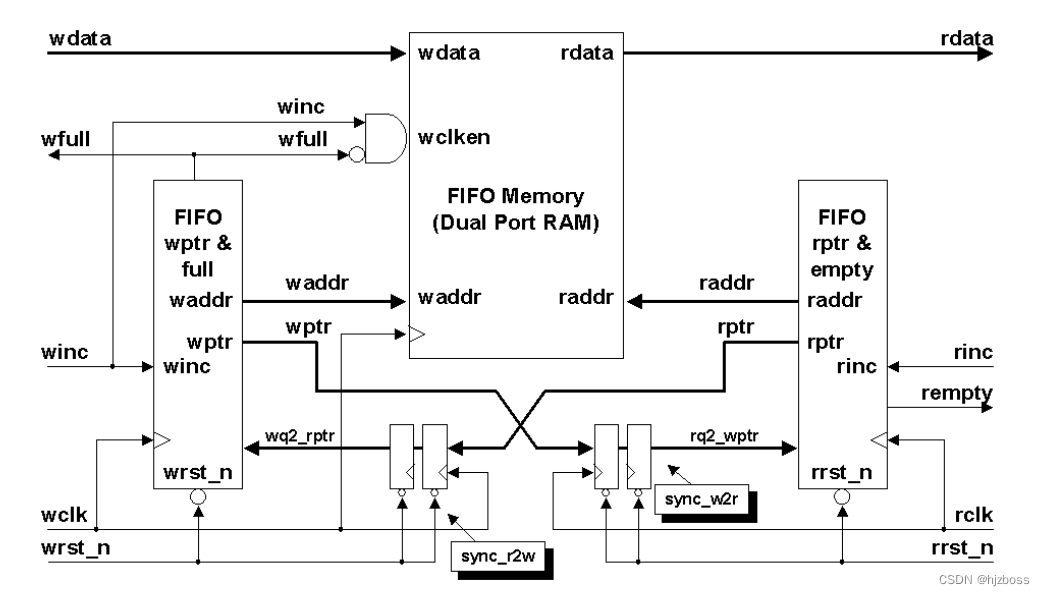 wdata
rdata
wdata
rdata
winc
wfull
wfull
wclken
FIFO Memory
(Dual Port RAM)
FIFO
wptr &
full
FIFO
rptr &
empty
waddr
waddr
waddr
raddr
raddr
raddr
wptr
wptr
rptr
rptr
winc
winc
rinc
rinc
rempty
wq2_rptr
rq2_wptr
wrst_n
rrst_n
sync_w2r
wclk
rclk
wrst_n
sync_r2w
rrst_n
CSDN @hjzboss